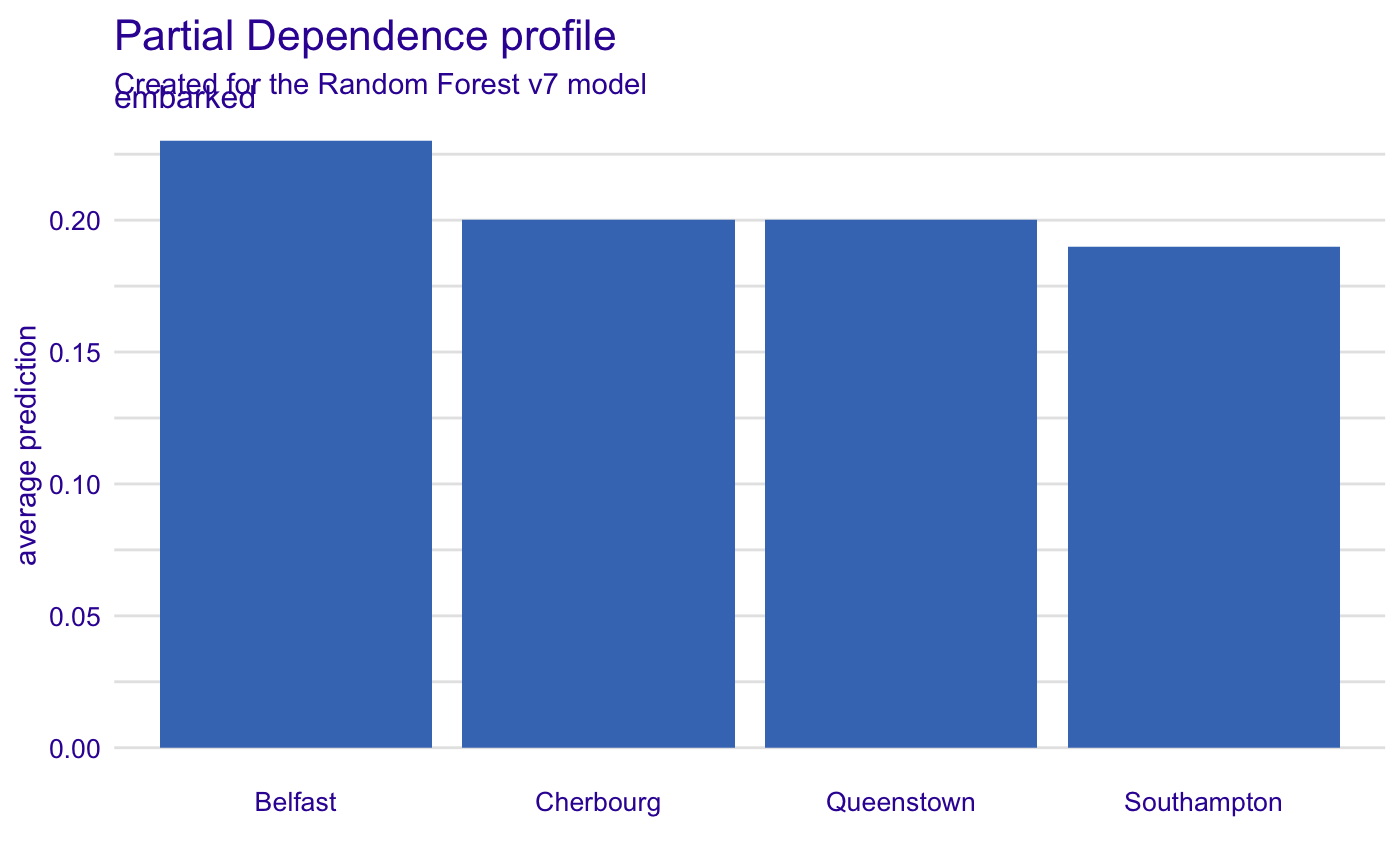 Partial Dependence profile
Created for the Random Forest v7 model
embarked
average prediction
0.20
0.15
0.10
0.05
0.00
Belfast Cherbourg Queenstown Southampton